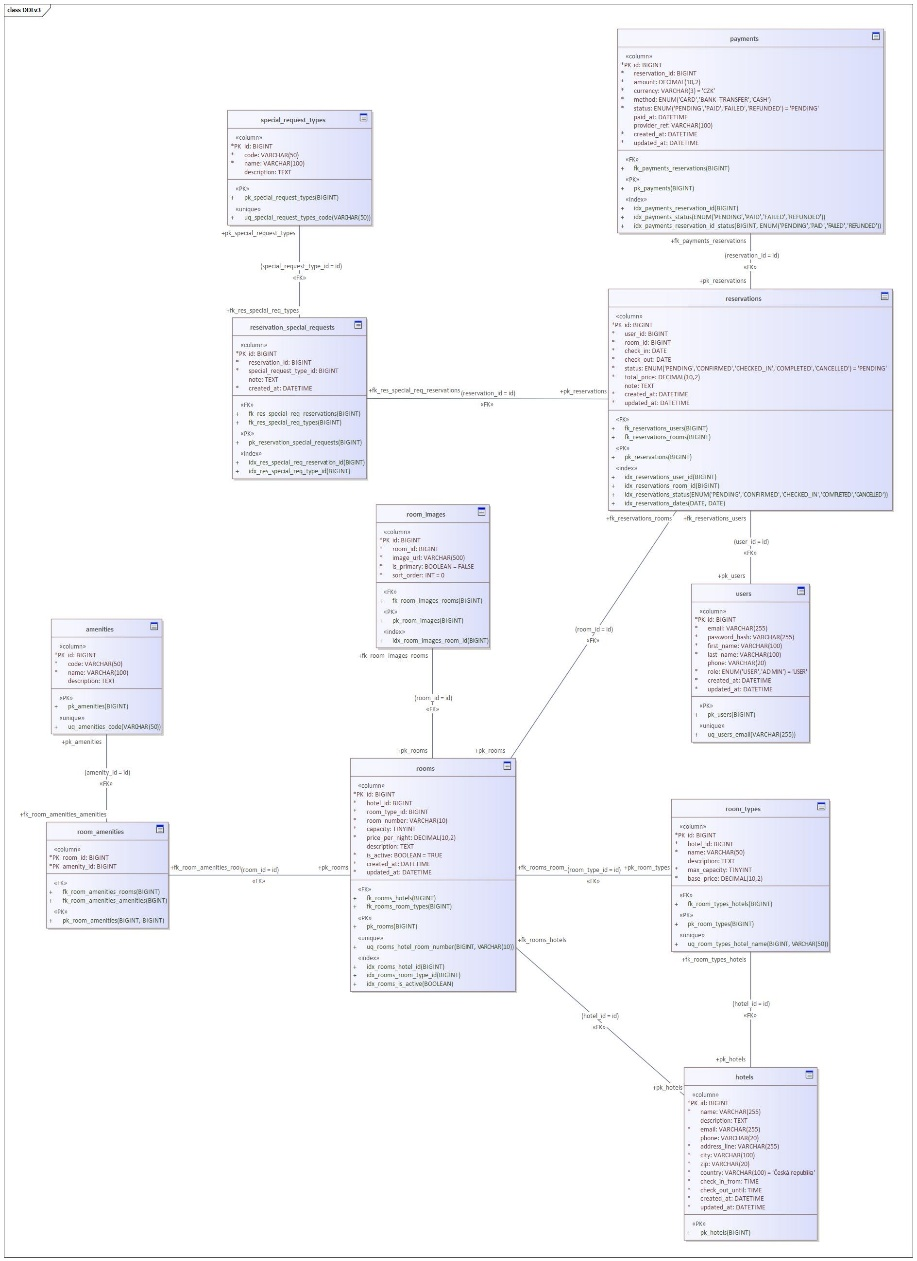 class DDLv3
payments
«column»
*PK id: BIGINT
* reservation_id: BIGINT
* amount: DECIMAL(10,2)
* currency: VARCHAR(3) = 'CZK'
* method: ENUM('CARD','BANK_TRANSFER','CASH')
* status: ENUM('PENDING','PAID','FAILED','REFUNDED') = 'PENDING'
paid_at: DATETIME
provider_ref: VARCHAR(100)
* created_at: DATETIME
* updated_at: DATETIME
«FK»
+ fk_payments_reservations(BIGINT)
«PK»
+ pk_payments(BIGINT)
«index»
+ idx_payments_reservation_id(BIGINT)
+ idx_payments_status(ENUM('PENDING','PAID','FAILED','REFUNDED'))
+ idx_payments_reservation_id_status(BIGINT, ENUM('PENDING','PAID','FAILED','REFUNDED'))
+fk_payments_reservations
(reservation_id = id)
«FK»
+pk_reservations
special_request_types
«column»
*PK id: BIGINT
* code: VARCHAR(50)
* name: VARCHAR(100)
description: TEXT
«PK»
+ pk_special_request_types(BIGINT)
«unique»
+ uq_special_request_types_code(VARCHAR(50))
+pk_special_request_types
(special_request_type_id = id)
«FK»
+fk_res_special_req_types
reservation_special_requests
«column»
*PK id: BIGINT
* reservation_id: BIGINT
* special_request_type_id: BIGINT
note: TEXT
* created_at: DATETIME
«FK»
+ fk_res_special_req_reservations(BIGINT)
+ fk_res_special_req_types(BIGINT)
«PK»
+ pk_reservation_special_requests(BIGINT)
«index»
+ idx_res_special_req_reservation_id(BIGINT)
+ idx_res_special_req_type_id(BIGINT)
+fk_res_special_req_reservations
(reservation_id = id)
«FK»
+pk_reservations
reservations
«column»
*PK id: BIGINT
* user_id: BIGINT
* room_id: BIGINT
* check_in: DATE
* check_out: DATE
* status: ENUM('PENDING','CONFIRMED','CHECKED_IN','COMPLETED','CANCELLED') = 'PENDING'
* total_price: DECIMAL(10,2)
note: TEXT
* created_at: DATETIME
* updated_at: DATETIME
«FK»
+ fk_reservations_users(BIGINT)
+ fk_reservations_rooms(BIGINT)
«PK»
+ pk_reservations(BIGINT)
«index»
+ idx_reservations_user_id(BIGINT)
+ idx_reservations_room_id(BIGINT)
+ idx_reservations_status(ENUM('PENDING','CONFIRMED','CHECKED_IN','COMPLETED','CANCELLED'))
+ idx_reservations_dates(DATE, DATE)
+fk_reservations_rooms
+fk_reservations_users
(user_id = id)
«FK»
+pk_users
(room_id = id)
«FK»
+pk_rooms
room_images
«column»
*PK id: BIGINT
* room_id: BIGINT
* image_url: VARCHAR(500)
* is_primary: BOOLEAN = FALSE
* sort_order: INT = 0
«FK»
+ fk_room_images_rooms(BIGINT)
«PK»
+ pk_room_images(BIGINT)
«index»
+ idx_room_images_room_id(BIGINT)
+fk_room_images_rooms
(room_id = id)
«FK»
+pk_rooms
users
«column»
*PK id: BIGINT
* email: VARCHAR(255)
* password_hash: VARCHAR(255)
* first_name: VARCHAR(100)
* last_name: VARCHAR(100)
phone: VARCHAR(20)
* role: ENUM('USER','ADMIN') = 'USER'
* created_at: DATETIME
* updated_at: DATETIME
«PK»
+ pk_users(BIGINT)
«unique»
+ uq_users_email(VARCHAR(255))
amenities
«column»
*PK id: BIGINT
* code: VARCHAR(50)
* name: VARCHAR(100)
description: TEXT
«PK»
+ pk_amenities(BIGINT)
«unique»
+ uq_amenities_code(VARCHAR(50))
+pk_amenities
(amenity_id = id)
«FK»
+fk_room_amenities_amenities
room_amenities
«column»
*PK room_id: BIGINT
*PK amenity_id: BIGINT
«FK»
+ fk_room_amenities_rooms(BIGINT)
+ fk_room_amenities_amenities(BIGINT)
«PK»
+ pk_room_amenities(BIGINT, BIGINT)
(room_id = id)
«FK»
+pk_rooms
rooms
«column»
*PK id: BIGINT
* hotel_id: BIGINT
* room_type_id: BIGINT
* room_number: VARCHAR(10)
* capacity: TINYINT
* price_per_night: DECIMAL(10,2)
description: TEXT
* is_active: BOOLEAN = TRUE
* created_at: DATETIME
* updated_at: DATETIME
«FK»
+ fk_rooms_hotels(BIGINT)
+ fk_rooms_room_types(BIGINT)
«PK»
+ pk_rooms(BIGINT)
«unique»
+ uq_rooms_hotel_room_number(BIGINT, VARCHAR(10))
«index»
+ idx_rooms_hotel_id(BIGINT)
+ idx_rooms_room_type_id(BIGINT)
+ idx_rooms_is_active(BOOLEAN)
(room_type_id = id)
«FK»
+pk_room_types
+fk_rooms_hotels
(hotel_id = id)
«FK»
+pk_hotels
room_types
«column»
*PK id: BIGINT
* hotel_id: BIGINT
* name: VARCHAR(50)
description: TEXT
* max_capacity: TINYINT
* base_price: DECIMAL(10,2)
«FK»
+ fk_room_types_hotels(BIGINT)
«PK»
+ pk_room_types(BIGINT)
«unique»
+ uq_room_types_hotel_name(BIGINT, VARCHAR(50))
+fk_room_types_hotels
(hotel_id = id)
«FK»
+pk_hotels
hotels
«column»
*PK id: BIGINT
* name: VARCHAR(255)
description: TEXT
* email: VARCHAR(255)
phone: VARCHAR(20)
* address_line: VARCHAR(255)
* city: VARCHAR(100)
* zip: VARCHAR(20)
* country: VARCHAR(100) = 'Česká republika'
* check_in_from: TIME
* check_out_until: TIME
* created_at: DATETIME
* updated_at: DATETIME
«PK»
+ pk_hotels(BIGINT)